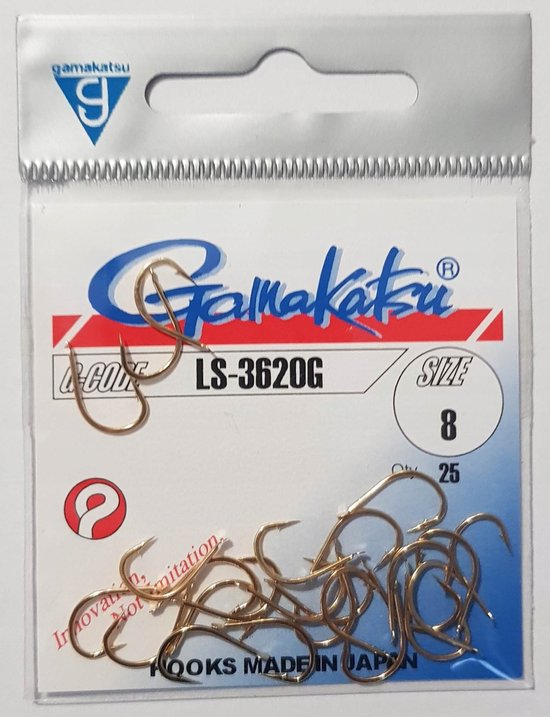 gamakatsu
g
Gamakatsu®
G-CODE LS-3620G
SIZE
8
Qty 25
Innovation,
Not imitation.
HOOKS MADE IN JAPAN